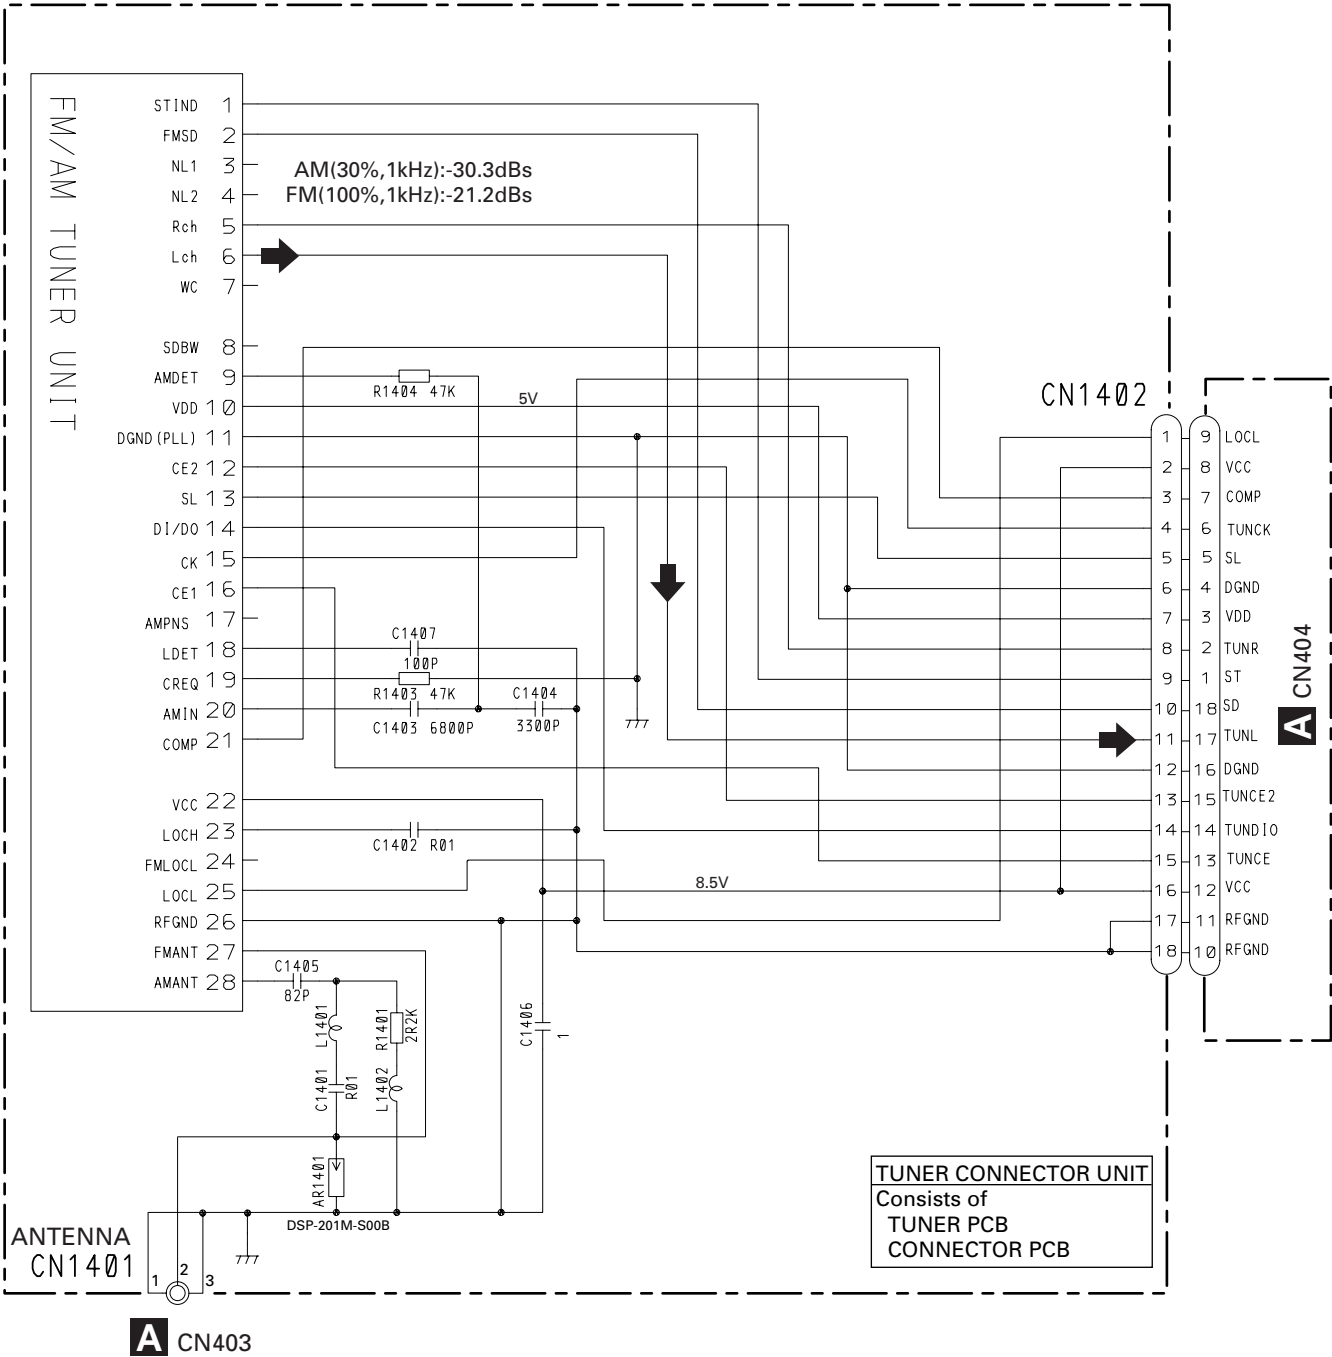 FM/AM TUNER UNIT
STIND 1
FMSD 2
NL1 3
NL2 4
Rch 5
Lch 6
WC 7
SDBW 8
AMDET 9
VDD 10
DGND(PLL) 11
CE2 12
SL 13
DI/DO 14
CK 15
CE1 16
AMPNS 17
LDET 18
CREQ 19
AMIN 20
COMP 21
VCC 22
LOCH 23
FMLOCL 24
LOCL 25
RFGND 26
FMANT 27
AMANT 28
AM(30%,1kHz):-30.3dBs
FM(100%,1kHz):-21.2dBs
R1404 47K
5V
C1407
100P
R1403 47K
C1403 6800P
C1404
3300P
C1402 R01
8.5V
C1405
82P
L1401
R1401
2R2K
C1401
R01
L1402
C1406
1
AR1401
DSP-201M-S00B
ANTENNA
CN1401
1
2
3
A CN403
CN1402
1 9 LOCL
2 8 VCC
3 7 COMP
4 6 TUNCK
5 5 SL
6 4 DGND
7 3 VDD
8 2 TUNR
9 1 ST
10 18 SD
11 17 TUNL
12 16 DGND
13 15 TUNCE2
14 14 TUNDIO
15 13 TUNCE
16 12 VCC
17 11 RFGND
18 10 RFGND
A CN404
TUNER CONNECTOR UNIT
Consists of
TUNER PCB
CONNECTOR PCB